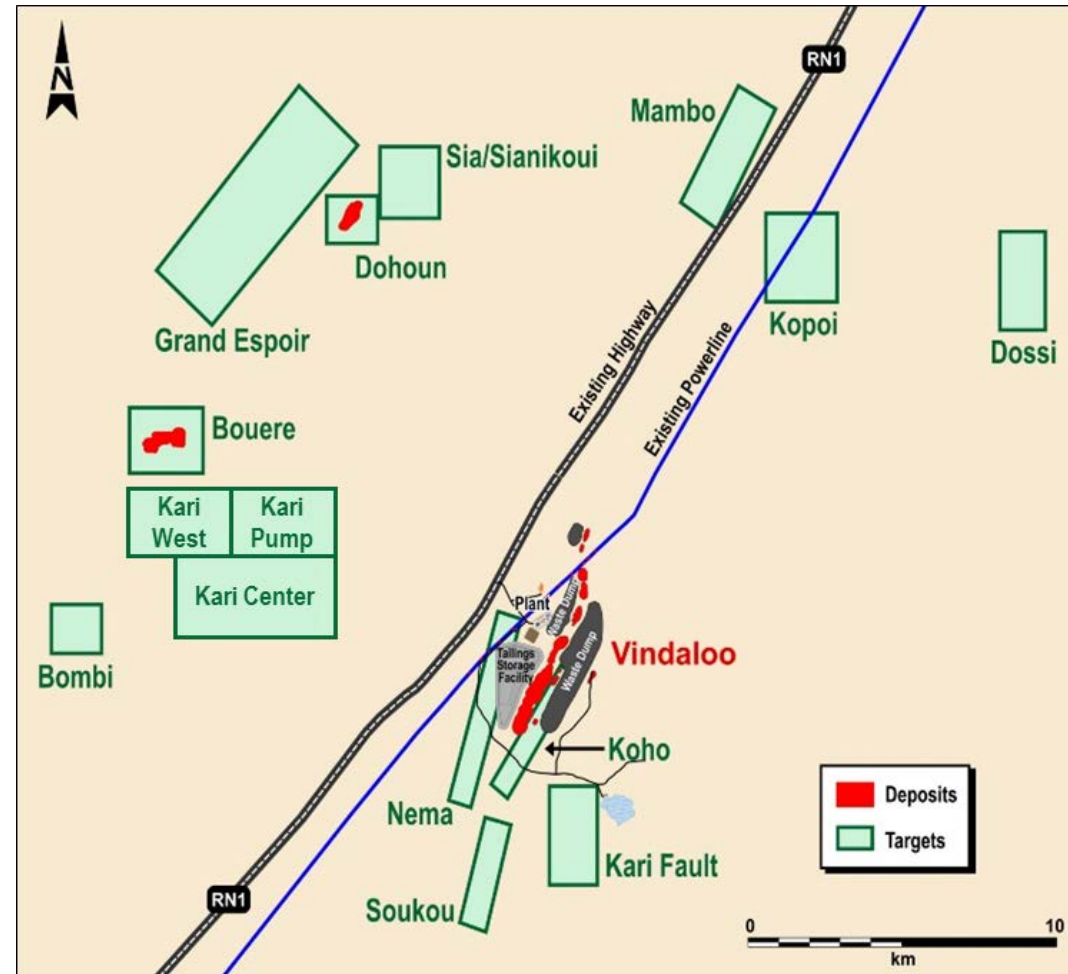 N
RN1
Mambo
Sia/Sianikoui
Dohoun
Grand Espoir
Kopoi
Dossi
Existing Highway
Existing Powerline
Bouere
Kari
West
Kari
Pump
Kari Center
Bombi
Plant
Waste Dump
Vindaloo
Tailings
Storage
Facility
Waste Dump
Koho
Nema
Kari Fault
Soukou
RN1
Deposits
Targets
0
10
km